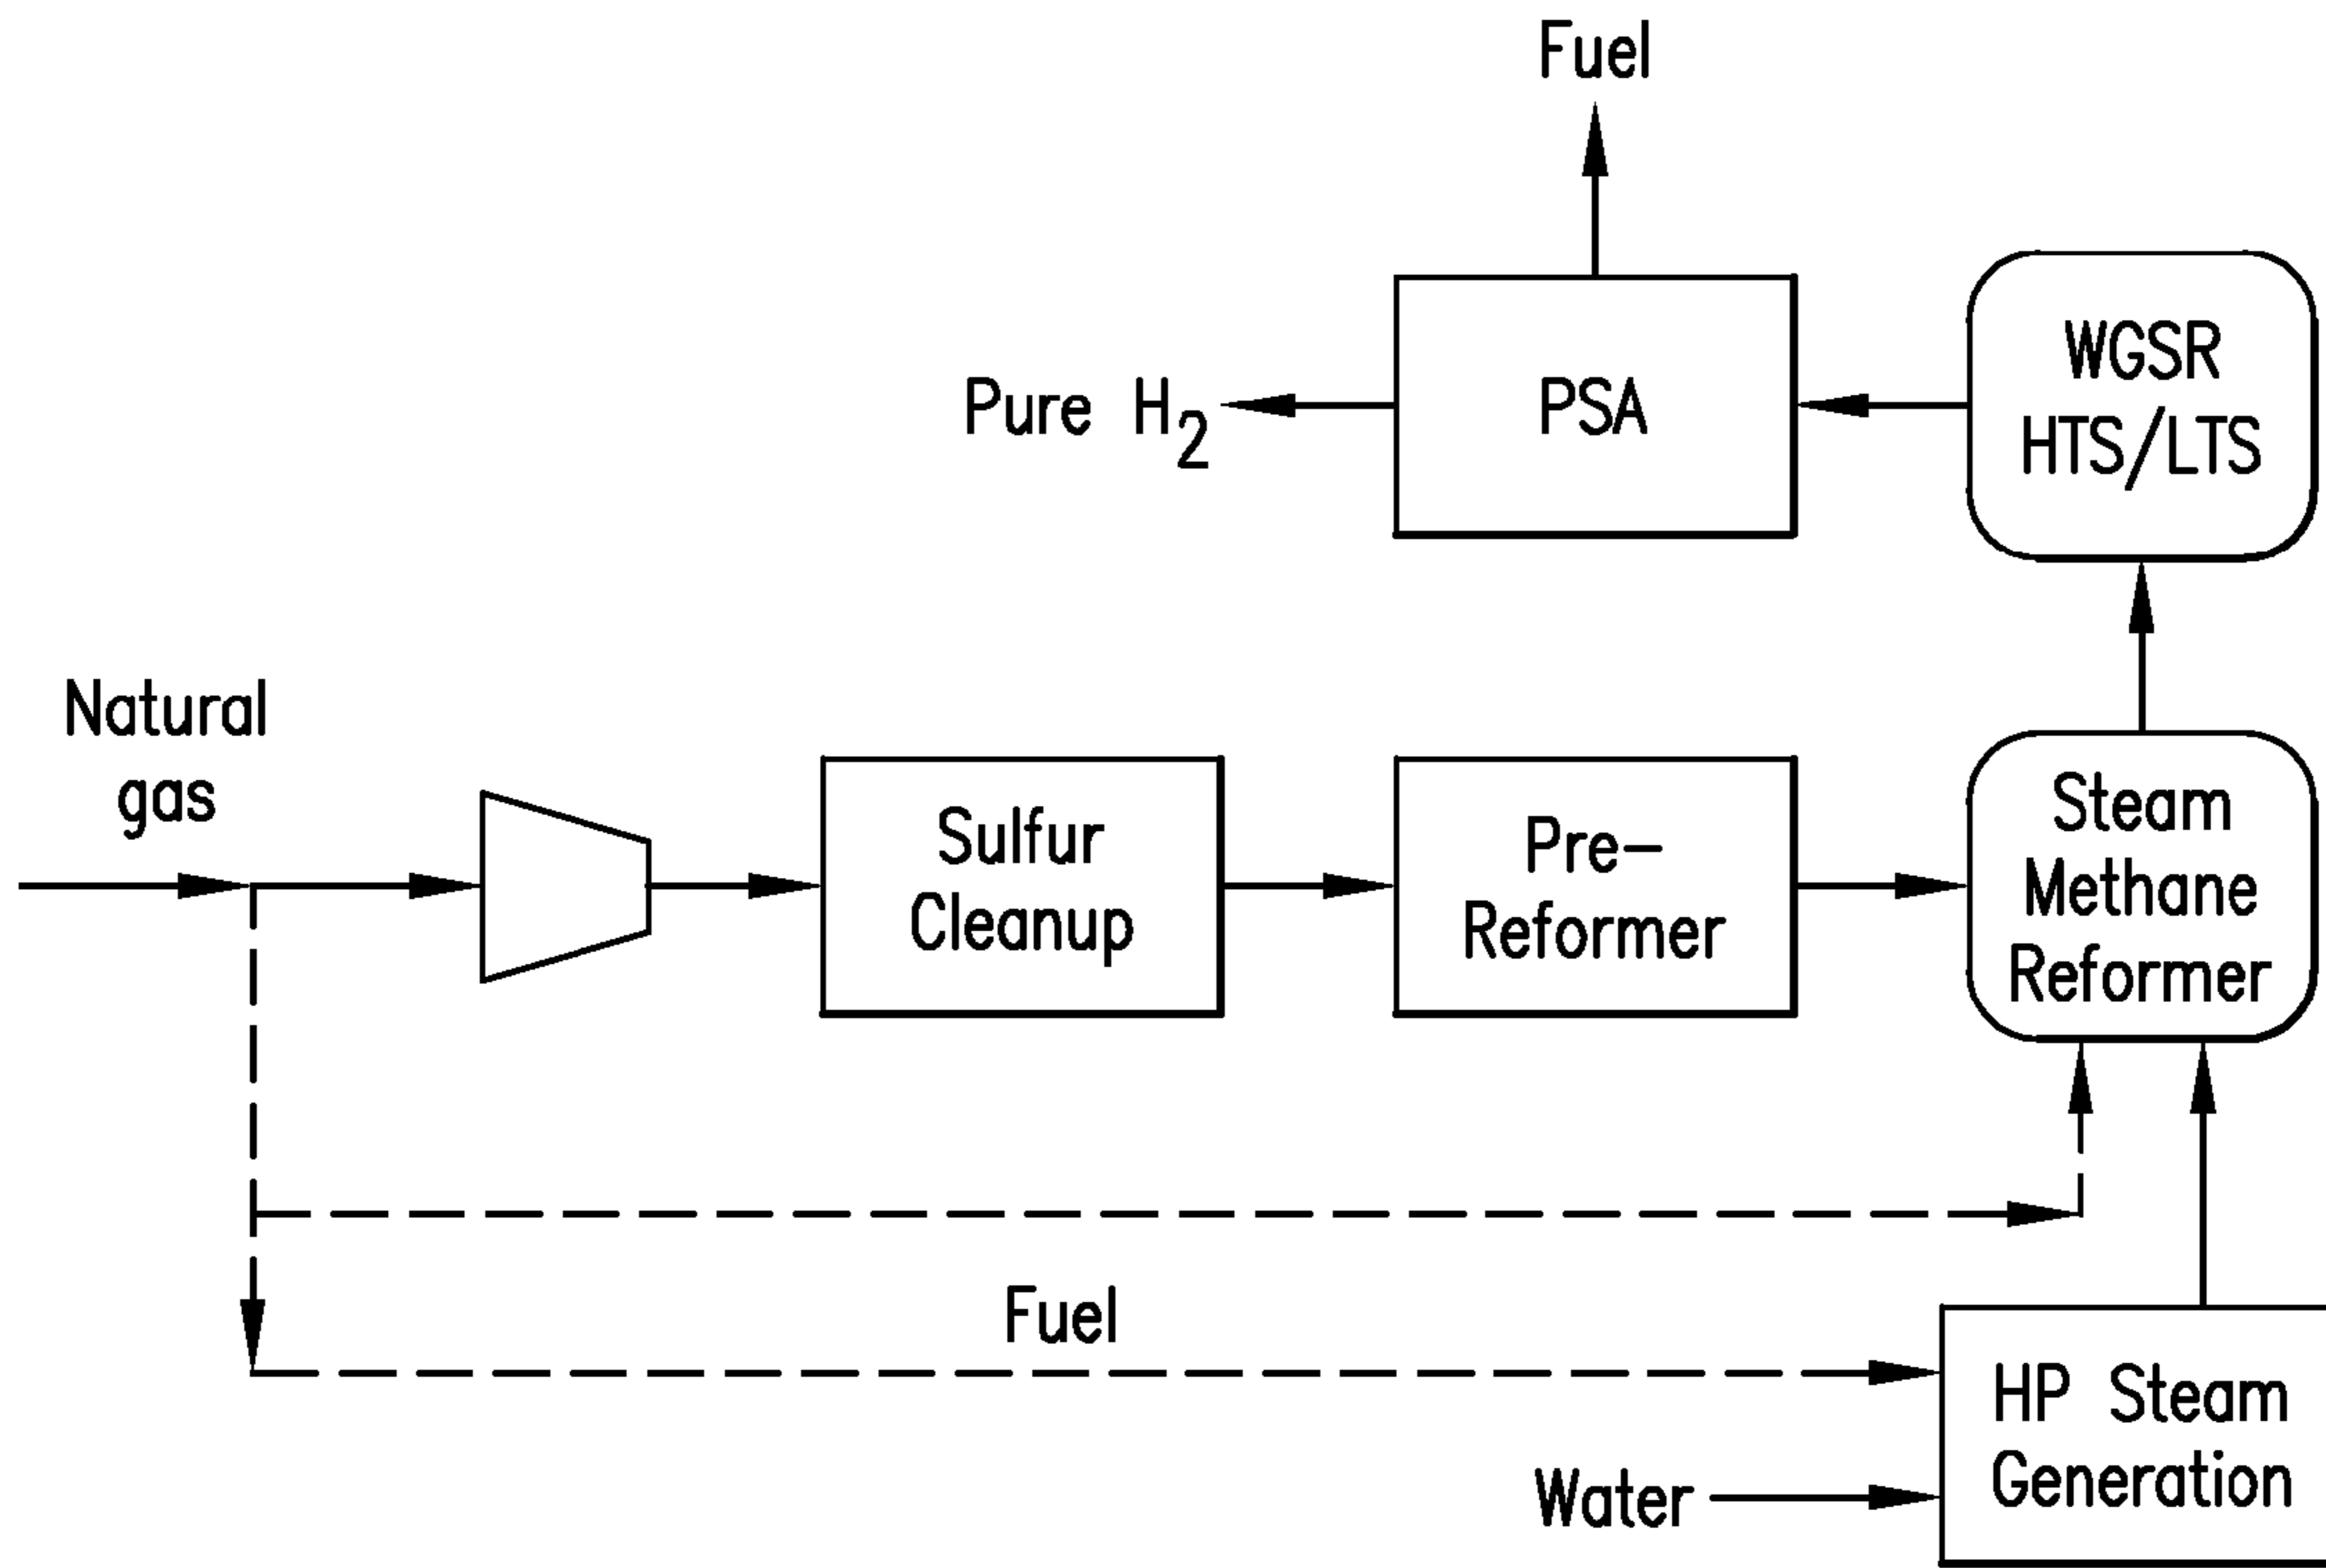 Fuel
WGSR
HTS/LTS
PSA
Pure H2
Natural
gas
Sulfur
Cleanup
Pre-
Reformer
Steam
Methane
Reformer
Fuel
HP Steam
Generation
Water